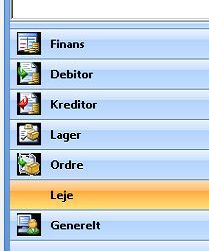 Finans
Debitor
Kreditor
Lager
Ordre
Leje
Generelt